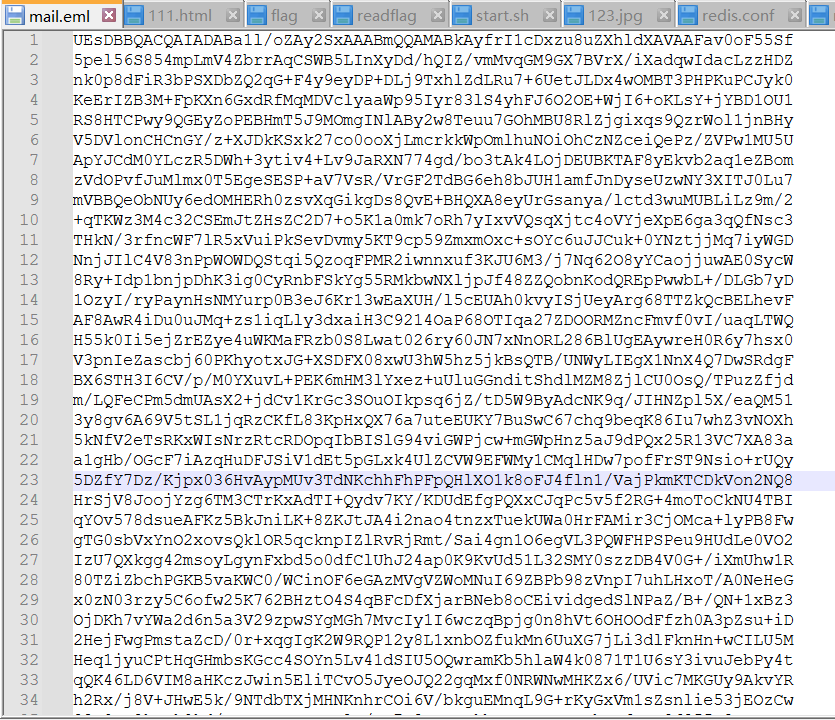 mail.eml 111.html flag readflag start.sh 123.jpg redis.conf
1 UEsDBBQACQAIADABa1l/oZAy2SxAAABmQQAMABkAyfrI1cDxzu8uZXhldXAVAAFav0oF55Sf
2 5pel56S854mpLmV4ZbrrAqCSWB5LInXyDd/hQIZ/vmMvqGM9GX7BVrX/iXadqwIdacLzzHDZ
3 nk0p8dFiR3bPSXDbZQ2qG+F4y9eyDP+DLj9TxhlZdLRu7+6UetJLDx4wOMBT3PHPKuPCJyk0
4 KeErIZB3M+FpKXn6GxdRfMqMDVclyaaWp95Iyr83lS4yhFJ6O2OE+WjI6+oKLsY+jYBD1OU1
5 RS8HTCPwy9QGEyZoPEBHmT5J9MOmgINlABy2w8Teuu7GOhMBU8RlZjgixqs9QzrWol1jnBHy
6 V5DVlonCHCnGY/z+XJDkKSxk27co0ooXjLmcrkkWpOmlhuNOiOhCzNZceiQePz/ZVPw1MU5U
7 ApYJCdM0YLczR5DWh+3ytiv4+Lv9JaRXN774gd/bo3tAk4LOjDEUBKTAF8yEkvb2aq1eZBom
8 zVdOPvfJuMlmx0T5EgeSESP+aV7VsR/VrGF2TdBG6eh8bJUH1amfJnDyseUzwNY3XITJ0Lu7
9 mVBBQeObNUy6edOMHERh0zsvXqGikgDs8QvE+BHQXA8eyUrGsanya/lctd3wuMUBLiLz9m/2
10 +qTKWz3M4c32CSEmJtZHsZC2D7+o5K1a0mk7oRh7yIxvVQsqXjtc4oVYjeXpE6ga3qQfNsc3
11 THkN/3rfncWF7lR5xVuiPkSevDvmy5KT9cp59ZmxmOxc+sOYc6uJJCuk+0YNztjjMq7iyWGD
12 NnjJIlC4V83nPpWOWDQStqi5QzoqFPMR2iwnnxuf3KJU6M3/j7Nq62O8yYCaojjuwAE0SycW
13 8Ry+Idp1bnjpDhK3ig0CyRnbFSkYg55RMkbwNXljpJf48ZZQobnKodQREpPwwbL+/DLGb7yD
14 1OzyI/ryPaynHsNMYurp0B3eJ6Kr13wEaXUH/l5cEUAh0kvyISjUeyArg68TTZkQcBELhevF
15 AF8AwR4iDu0uJMq+zs1iqLly3dxaiH3C9214OaP68OTIqa27ZDOORMZncFmvf0vI/uaqLTWQ
16 H55k0Ii5ejZrEZye4uWKMaFRzb0S8Lwat026ry60JN7xNnORL286BlUgEAywreH0R6y7hsx0
17 V3pnIeZascbj60PKhyotxJG+XSDFX08xwU3hW5hz5jkBsQTB/UNWyLIEgX1NnX4Q7DwSRdgF
18 BX6STH3I6CV/p/M0YXuvL+PEK6mHM3lYxez+uUluGGnditShdlMZM8ZjlCU0OsQ/TPuzZfjd
19 m/LQFeCPm5dmUAsX2+jdCv1KrGc3SOuOIkpsq6jZ/tD5W9ByAdcNK9q/JIHNZpl5X/eaQM51
20 3y8gv6A69V5tSL1jqRzCKfL83KpHxQX76a7uteEUKY7BuSwC67chq9beqK86Iu7whZ3vNOXh
21 5kNfV2eTsRKxWIsNrzRtcRDOpqIbBISlG94viGWPjcw+mGWpHnz5aJ9dPQx25R13VC7XA83a
22 a1gHb/OGcF7iAzqHuDFJSiV1dEt5pGLxk4UlZCVW9EFWMy1CMqlHDw7pofFrST9Nsio+rUQy
23 5DZfY7Dz/Kjpx036HvAypMUv3TdNKchhFhPFpQHlXO1k8oFJ4fln1/VajPkmKTCDkVon2NQ8
24 HrSjV8JoojYzg6TM3CTrKxAdTI+Qydv7KY/KDUdEfgPQXxCJqPc5v5f2RG+4moToCkNU4TBI
25 qYOv578dsueAFKz5BkJniLK+8ZKJtJA4i2nao4tnzxTuekUWa0HrFAMir3CjOMca+lyPB8Fw
26 gTG0sbVxYnO2xovsQklOR5qcknpIZlRvRjRmt/Sai4gn1O6egVL3PQWFHPSPeu9HUdLe0VO2
27 IzU7QXkgg42msoyLgynFxbd5o0dfClUhJ24ap0K9KvUd51L32SMY0szzDB4V0G+/iXmUhw1R
28 80TZiZbchPGKB5vaKWC0/WCinOF6eGAzMVgVZWoMNuI69ZBPb98zVnpI7uhLHxoT/A0NeHeG
29 x0zN03rzy5C6ofw25K762BHztO4S4qBFcDfXjarBNeb8oCEividgedSlNPaZ/B+/QN+1xBz3
30 OjDKh7vYWa2d6n5a3V29zpwSYgMGh7MvcIy1I6wczqBpjg0n8hVt6OHOOdFfzh0A3pZsu+iD
31 2HejFwgPmstaZcD/0r+xqgIgK2W9RQP12y8L1xnbOZfukMn6UuXG7jLi3dlFknHn+wCILU5M
32 Heq1jyuCPtHqGHmbsKGcc4SOYn5Lv41dSIU5OQwramKb5hlaW4k0871T1U6sY3ivuJebPy4t
33 qQK46LD6VIM8aHKczJwin5EliTCvO5JyeOJQ22gqMxf0NRWNwMHKZx6/UVic7MKGUy9AkvYR
34 h2Rx/j8V+JHwE5k/9NTdbTXjMHNKnhrCOi6V/bkguEMnqL9G+rKyGxVm1sZsnlie53jEOzCw